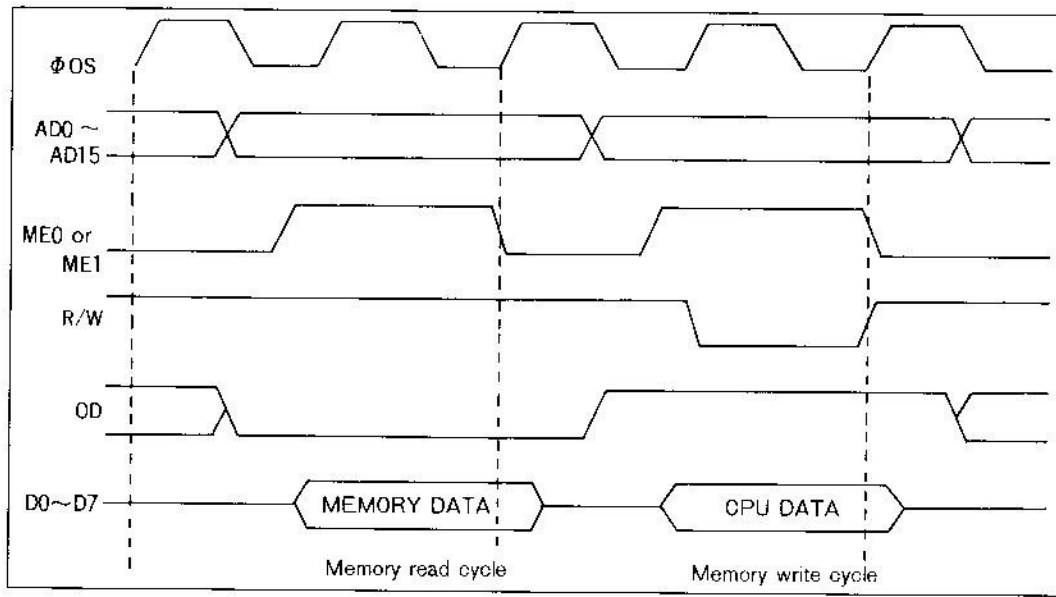 ΦOS
AD0 ~
AD15
ME0 or
ME1
R/W
OD
D0~D7
MEMORY DATA
CPU DATA
Memory read cycle
Memory write cycle